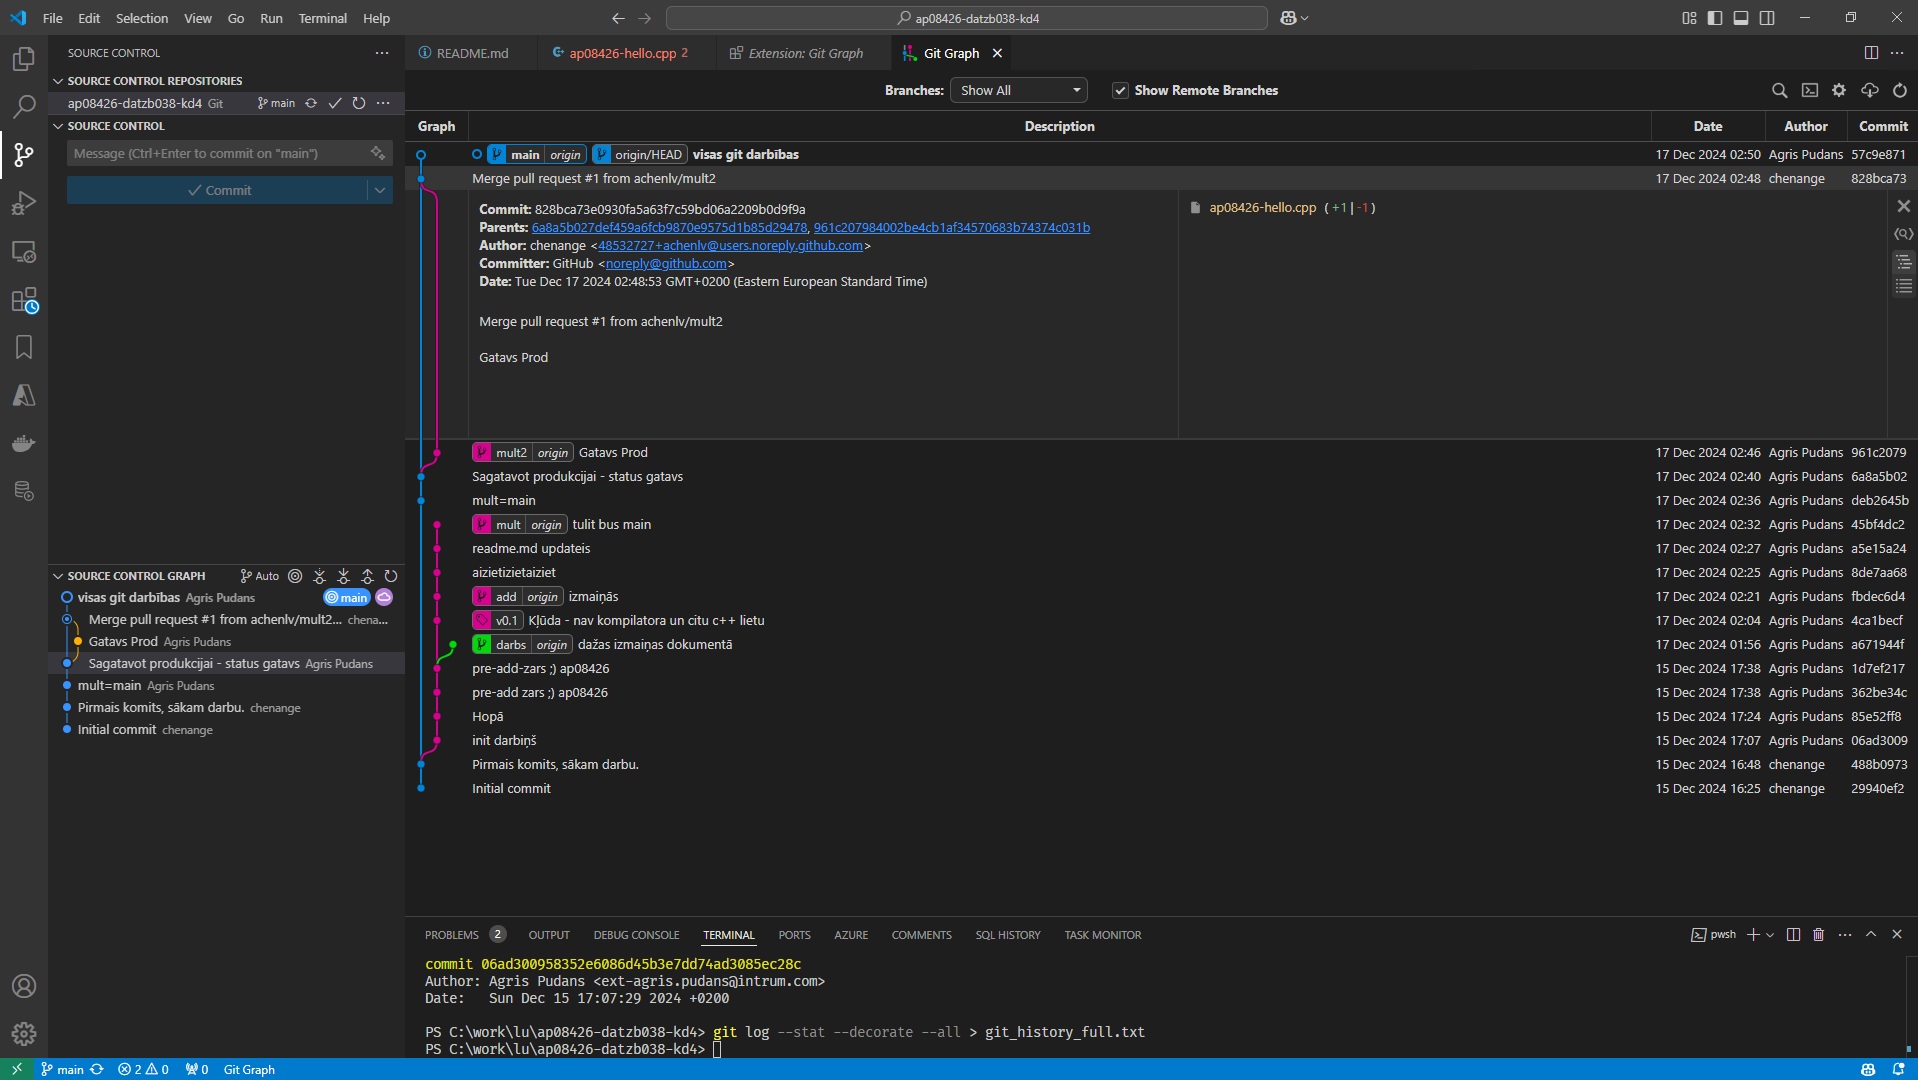 File Edit Selection View Go Run Terminal Help
ap08426-datzb038-kd4
SOURCE CONTROL
README.md
ap08426-hello.cpp 2
Extension: Git Graph
Git Graph
SOURCE CONTROL REPOSITORIES
ap08426-datzb038-kd4 Git main
SOURCE CONTROL
Message (Ctrl+Enter to commit on "main")
Commit
Branches: Show All Show Remote Branches
Graph Description Date Author Commit
main origin origin/HEAD visas git darbības 17 Dec 2024 02:50 Agris Pudans 57c9e871
Merge pull request #1 from achenlv/mult2 17 Dec 2024 02:48 chenange 828bca73
Commit: 828bca73e0930fa5a63f7c59bd06a2209b0d9f9a
Parents: 6a8a5b027def459a6fcb9870e9575d1b85d29478, 961c207984002be4cb1af34570683b74374c031b
Author: chenange <48532727+achenlv@users.noreply.github.com>
Committer: GitHub <noreply@github.com>
Date: Tue Dec 17 2024 02:48:53 GMT+0200 (Eastern European Standard Time)
Merge pull request #1 from achenlv/mult2
Gatavs Prod
ap08426-hello.cpp (+1|-1)
mult2 origin Gatavs Prod 17 Dec 2024 02:46 Agris Pudans 961c2079
Sagatavot produkcijai - status gatavs 17 Dec 2024 02:40 Agris Pudans 6a8a5b02
mult=main 17 Dec 2024 02:36 Agris Pudans deb2645b
mult origin tulit bus main 17 Dec 2024 02:32 Agris Pudans 45bf4dc2
readme.md updateis 17 Dec 2024 02:27 Agris Pudans a5e15a24
aizietizietaiziet 17 Dec 2024 02:25 Agris Pudans 8de7aa68
add origin izmaiņās 17 Dec 2024 02:21 Agris Pudans fbdec6d4
v0.1 Kļūda - nav kompilatora un citu c++ lietu 17 Dec 2024 02:04 Agris Pudans 4ca1becf
darbs origin dažas izmaiņas dokumentā 17 Dec 2024 01:56 Agris Pudans a671944f
pre-add-zars ;) ap08426 15 Dec 2024 17:38 Agris Pudans 1d7ef217
pre-add zars ;) ap08426 15 Dec 2024 17:38 Agris Pudans 362be34c
Hopā 15 Dec 2024 17:24 Agris Pudans 85e52ff8
init darbiņš 15 Dec 2024 17:07 Agris Pudans 06ad3009
Pirmais komits, sākam darbu. 15 Dec 2024 16:48 chenange 488b0973
Initial commit 15 Dec 2024 16:25 chenange 29940ef2
SOURCE CONTROL GRAPH Auto
visas git darbības Agris Pudans main
Merge pull request #1 from achenlv/mult2... chena...
Gatavs Prod Agris Pudans
Sagatavot produkcijai - status gatavs Agris Pudans
mult=main Agris Pudans
Pirmais komits, sākam darbu. chenange
Initial commit chenange
PROBLEMS 2 OUTPUT DEBUG CONSOLE TERMINAL PORTS AZURE COMMENTS SQL HISTORY TASK MONITOR pwsh
commit 06ad300958352e6086d45b3e7dd74ad3085ec28c
Author: Agris Pudans <ext-agris.pudans@intrum.com>
Date: Sun Dec 15 17:07:29 2024 +0200
PS C:\work\lu\ap08426-datzb038-kd4> git log --stat --decorate --all > git_history_full.txt
PS C:\work\lu\ap08426-datzb038-kd4>
main 2 0 0 Git Graph